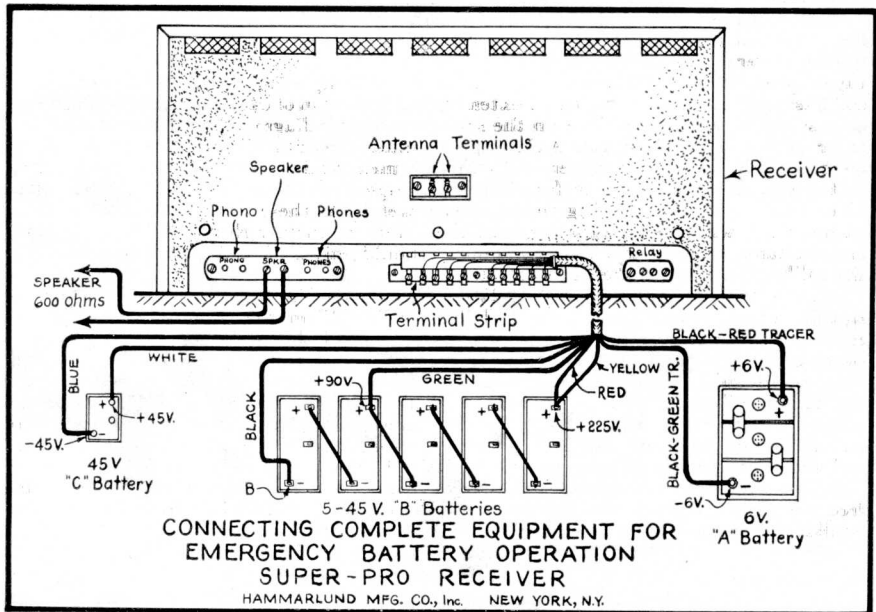 Antenna Terminals
Speaker
Receiver
Phono
Phones
PHONO
SPKR
PHONES
Relay
SPEAKER
600 Ohms
Terminal Strip
BLACK-RED TRACER
WHITE
BLUE
YELLOW
+6V.
+90V.
GREEN
RED
BLACK
BLACK-GREEN TR.
+
+45V.
+
+
+
+
+
+225V.
+
-45V.
-
45V
"C" Battery
B
-
-
-
-
-
-6V.
-
5-45 V. "B" Batteries
6V.
"A" Battery
CONNECTING COMPLETE EQUIPMENT FOR
EMERGENCY BATTERY OPERATION
SUPER-PRO RECEIVER
HAMMARLUND MFG. CO., Inc. NEW YORK, N.Y.